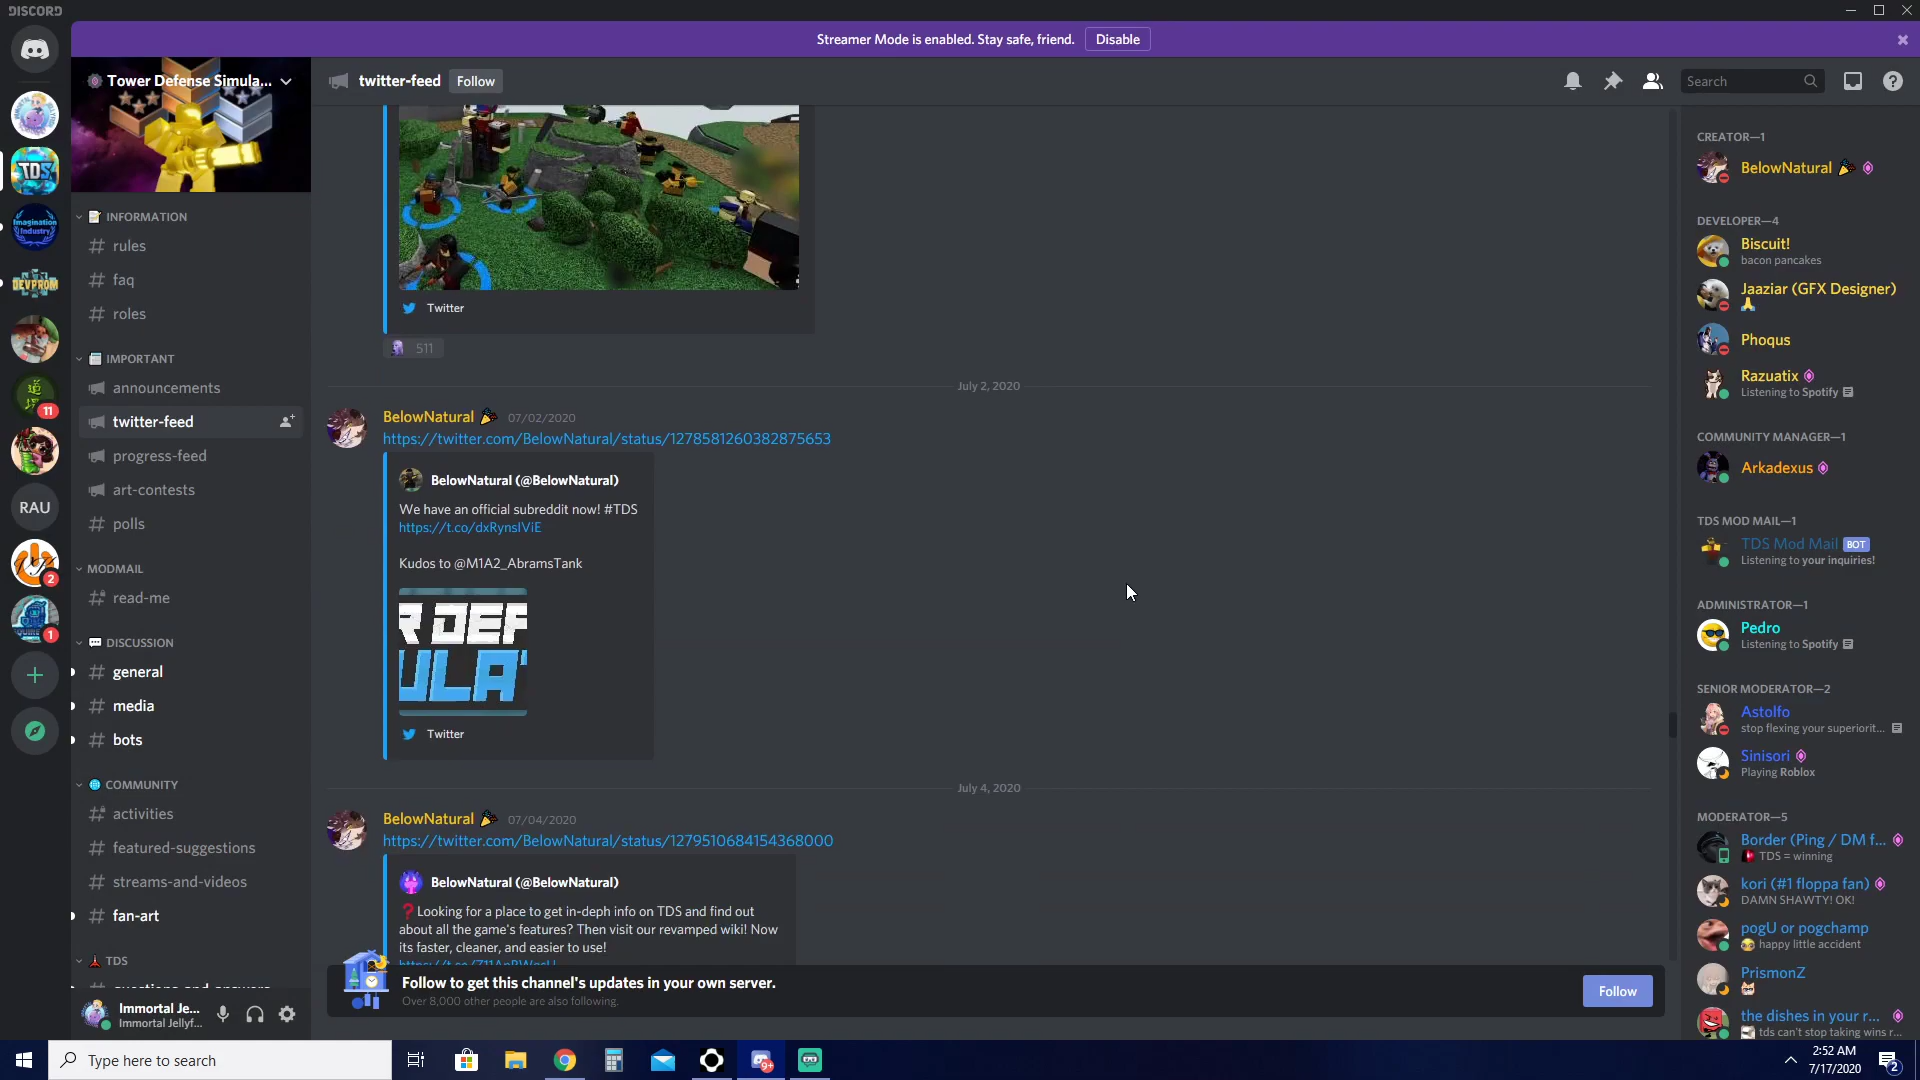 DISCORD
Streamer Mode is enabled. Stay safe, friend.
Disable
Tower Defense Simula...
twitter-feed
Follow
Search
TDS
Imagination
Industry
DEVPROM
11
RAU
2
1
INFORMATION
rules
faq
roles
IMPORTANT
announcements
twitter-feed
progress-feed
art-contests
polls
MODMAIL
read-me
DISCUSSION
general
media
bots
COMMUNITY
activities
featured-suggestions
streams-and-videos
fan-art
TDS
questions-and-answers
Immortal Je...
Immortal Jellyf...
Twitter
511
July 2, 2020
BelowNatural 07/02/2020
https://twitter.com/BelowNatural/status/1278581260382875653
BelowNatural (@BelowNatural)
We have an official subreddit now! #TDS
https://t.co/dxRynsIViE
Kudos to @M1A2_AbramsTank
R DEF
ULA
Twitter
July 4, 2020
BelowNatural 07/04/2020
https://twitter.com/BelowNatural/status/1279510684154368000
BelowNatural (@BelowNatural)
❓Looking for a place to get in-deph info on TDS and find out
about all the game's features? Then visit our revamped wiki! Now
its faster, cleaner, and easier to use!
Follow to get this channel's updates in your own server.
Over 8,000 other people are also following.
Follow
CREATOR—1
BelowNatural
DEVELOPER—4
Biscuit!
bacon pancakes
Jaaziar (GFX Designer)
Phoqus
Razuatix
Listening to Spotify
COMMUNITY MANAGER—1
Arkadexus
TDS MOD MAIL—1
TDS Mod Mail BOT
Listening to your inquiries!
ADMINISTRATOR—1
Pedro
Listening to Spotify
SENIOR MODERATOR—2
Astolfo
stop flexing your superiorit...
Sinisori
Playing Roblox
MODERATOR—5
Border (Ping / DM f...
TDS = winning
kori (#1 floppa fan)
DAMN SHAWTY! OK!
pogU or pogchamp
😂 happy little accident
PrismonZ
the dishes in your r...
tds can't stop taking wins r...
Type here to search
9+
2:52 AM
7/17/2020
2